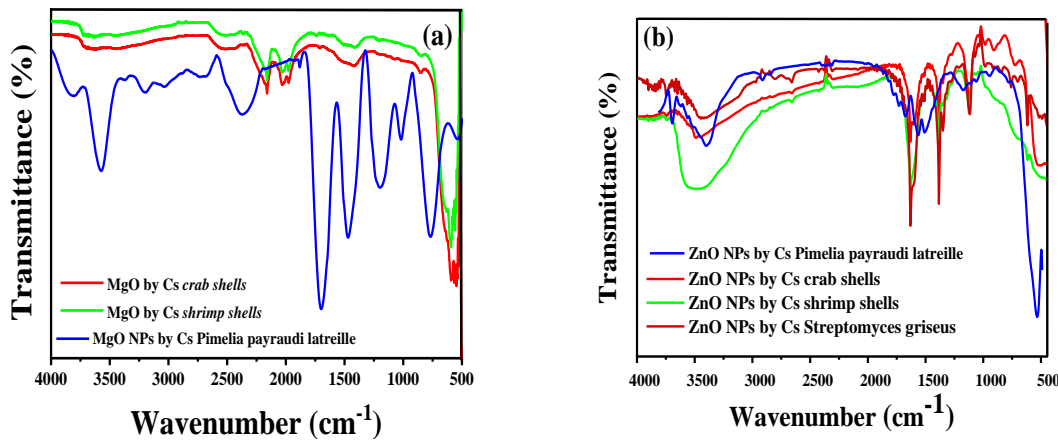 (a)
Transmittance (%)
MgO by Cs crab shells
MgO by Cs shrimp shells
MgO NPs by Cs Pimelia payraudi latreille
4000 3500 3000 2500 2000 1500 1000 500
Wavenumber (cm-1)
(b)
Transmittance (%)
ZnO NPs by Cs Pimelia payraudi latreille
ZnO NPs by Cs crab shells
ZnO NPs by Cs shrimp shells
ZnO NPs by Cs Streptomyces griseus
4000 3500 3000 2500 2000 1500 1000 500
Wavenumber (cm-1)